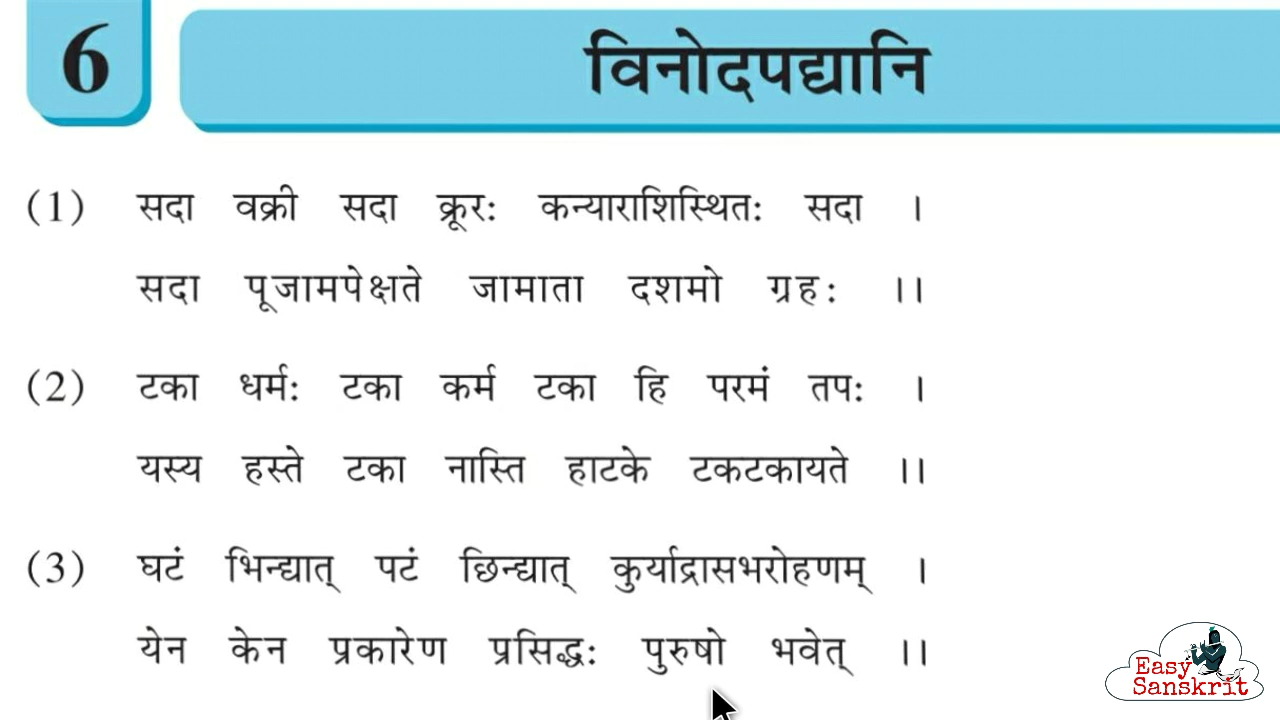 6
विनोदपद्यानि
(1) सदा वक्री सदा क्रूरः कन्याराशिस्थितः सदा ।
सदा पूजामपेक्षते जामाता दशमो ग्रहः ।।
(2) टका धर्मः टका कर्म टका हि परमं तपः ।
यस्य हस्ते टका नास्ति हाटके टकटकायते ।।
(3) घटं भिन्द्यात् पटं छिन्द्यात् कुर्याद्रासभरोहणम् ।
येन केन प्रकारेण प्रसिद्धः पुरुषो भवेत् ।।
Easy
Sanskrit